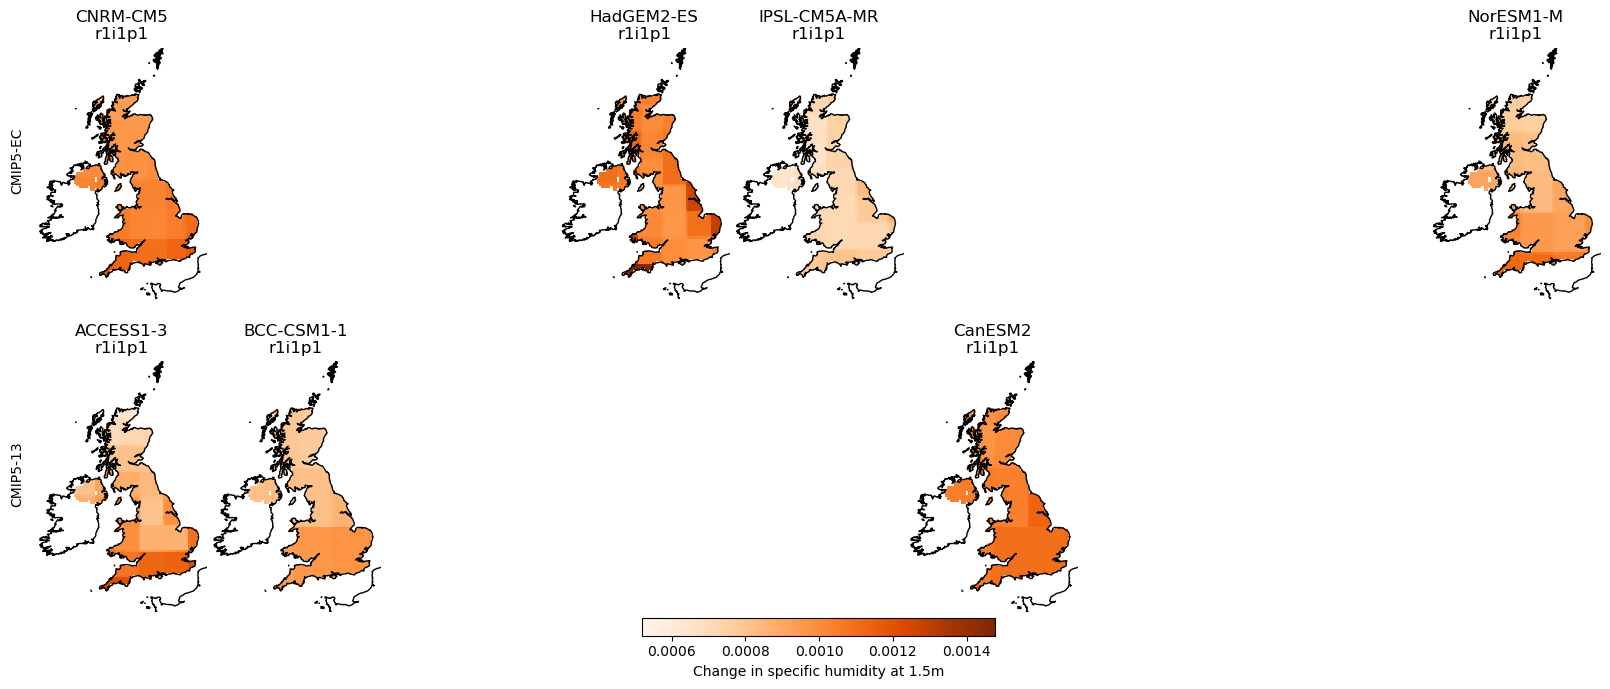 CNRM-CM5
r1i1p1
HadGEM2-ES
r1i1p1
IPSL-CM5A-MR
r1i1p1
NorESM1-M
r1i1p1
CMIP5-EC
ACCESS1-3
r1i1p1
BCC-CSM1-1
r1i1p1
CanESM2
r1i1p1
CMIP5-13
0.0006 0.0008 0.0010 0.0012 0.0014
Change in specific humidity at 1.5m